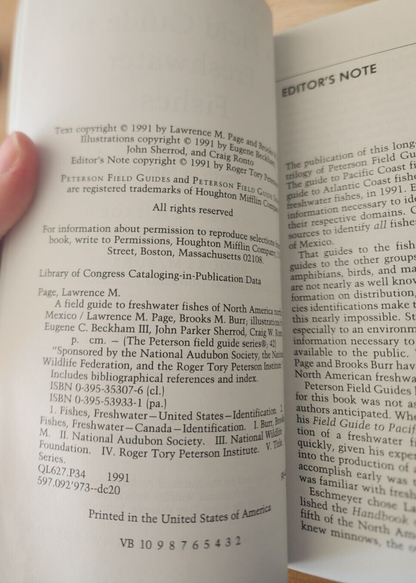 Text copyright © 1991 by Lawrence M. Page and Brooks
Illustrations copyright © 1991 by Eugene Beckham
John Sherrod, and Craig Ronto
Editor's Note copyright © 1991 by Roger Tory
PETERSON FIELD GUIDES and PETERSON FIELD GUIDE
are registered trademarks of Houghton Mifflin
All rights reserved
For information about permission to reproduce selections
book, write to Permissions, Houghton Mifflin
Street, Boston, Massachusetts 02108.
Library of Congress Cataloging-in-Publication Data
Page, Lawrence M.
A field guide to freshwater fishes of North America
Mexico / Lawrence M. Page, Brooks M. Burr;
Eugene C. Beckham III, John Parker Sherrod, Craig W.
p. cm. — (The Peterson field guide series®; 42)
"Sponsored by the National Audubon Society, the
Wildlife Federation, and the Roger Tory Peterson
Includes bibliographical references and index.
ISBN 0-395-35307-6 (cl.)
ISBN 0-395-53933-1 (pa.)
1. Fishes, Freshwater—United States—Identification. 2.
Fishes, Freshwater—Canada—Identification. I. Burr,
M. II. National Audubon Society. III. National
Foundation. IV. Roger Tory Peterson Institute. V.
Series.
QL627.P34 1991
597.092'973--dc20
Printed in the United States of America
VB 10 9 8 7 6 5 4 3 2
EDITOR'S NOTE
The publication of this long-
trilogy of Peterson Field Gu
The guide to Pacific Coast fi
guide to Atlantic Coast fishe
freshwater fishes, in 1991.
information necessary to ide
their respective domains.
sources to identify all fishes
of Mexico.
That guides to the fish
guides to the other groups
amphibians, birds, and ma
are not nearly as well know
formation on distribution,
cies identifications make t
this nearly impossible. St
especially to an environm
information necessary to
available to the public.
Page and Brooks Burr have
North American freshwa
Peterson Field Guides
for this book was not an
authors anticipated. Whe
his Field Guide to Pacif
tion of a freshwater fi
quickly, given his exper
into the production of
accomplish early was t
was familiar with fresh
Eschmeyer chose La
lished the Handbook
fifth of the North Am
knew minnows, the